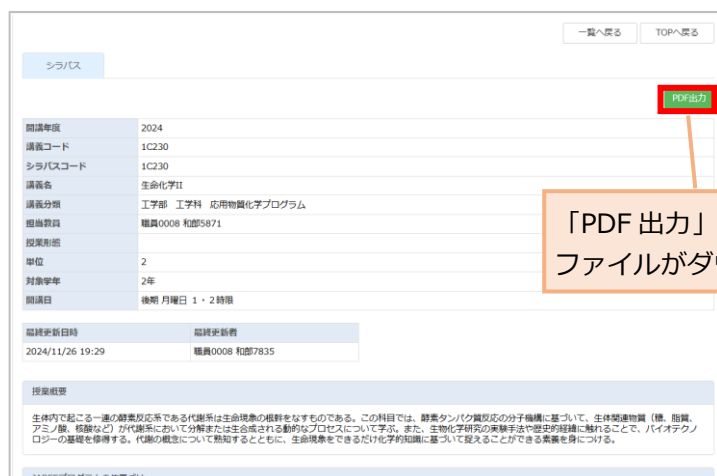 一覧へ戻る TOPへ戻る
シラバス
PDF出力
開講年度 2024
講義コード 1C230
シラバスコード 1C230
講義名 生命化学II
講義分類 工学部 工学科 応用物質化学プログラム
担当教員 職員0008 和郎5871
授業形態
単位 2
対象学年 2年
開講日 後期 月曜日 1・2時限
「PDF 出力」
ファイルがダ
最終更新日時 最終更新者
2024/11/26 19:29 職員0008 和郎7835
授業概要
生体内で起こる一連の酵素反応系である代謝系は生命現象の根幹をなすものである。この科目では、酵素タンパク質反応の分子機構に基づいて、生体関連物質（糖、脂質、
アミノ酸、核酸など）が代謝系において分解または生合成される動的なプロセスについて学ぶ。また、生物化学研究の実験手法や歴史的経緯に触れることで、バイオテクノ
ロジーの基礎を修得する。代謝の概念について熟知するとともに、生命現象をできるだけ化学的知識に基づいて捉えることができる素養を身につける。